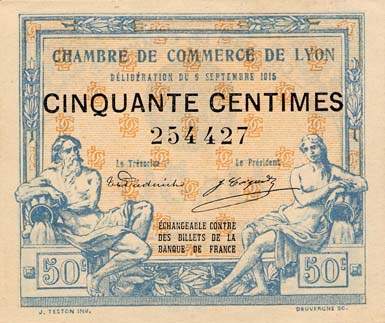 CHAMBRE DE COMMERCE DE LYON
DÉLIBÉRATION DU 9 SEPTEMBRE 1915
CINQUANTE CENTIMES
254427
Le Trésorier Le Président
ÉCHANGEABLE CONTRE
DES BILLETS DE LA
BANQUE DE FRANCE
50c 50c
J. TESTON INV. DEUVERGNE SC.